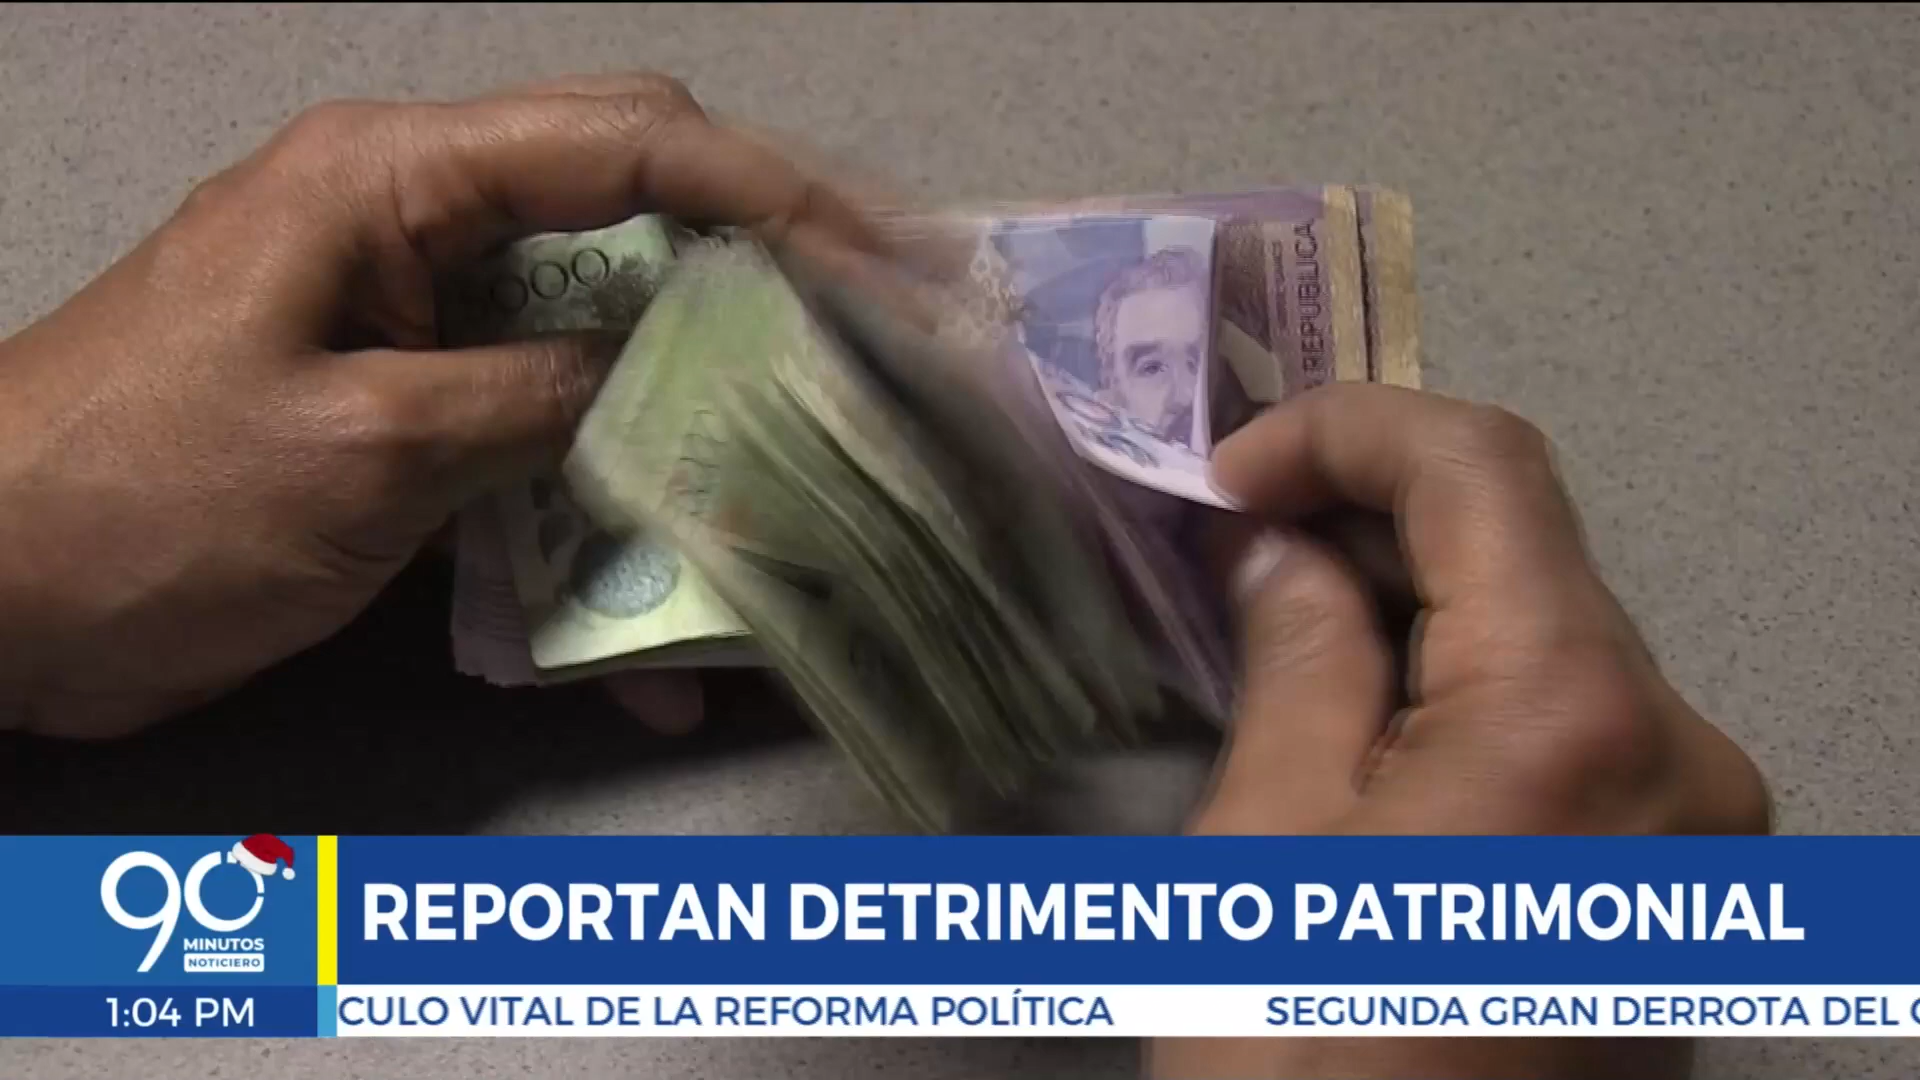 000
REPUBLICA
90
MINUTOS
NOTICIERO
REPORTAN DETRIMENTO PATRIMONIAL
1:04 PM
CULO VITAL DE LA REFORMA POLÍTICA SEGUNDA GRAN DERROTA DEL